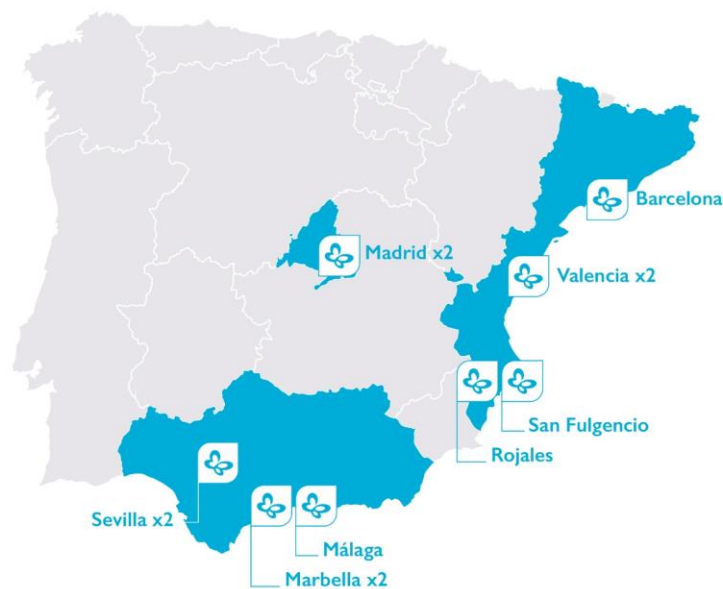 Barcelona
Madrid x2
Valencia x2
San Fulgencio
Rojales
Sevilla x2
Málaga
Marbella x2